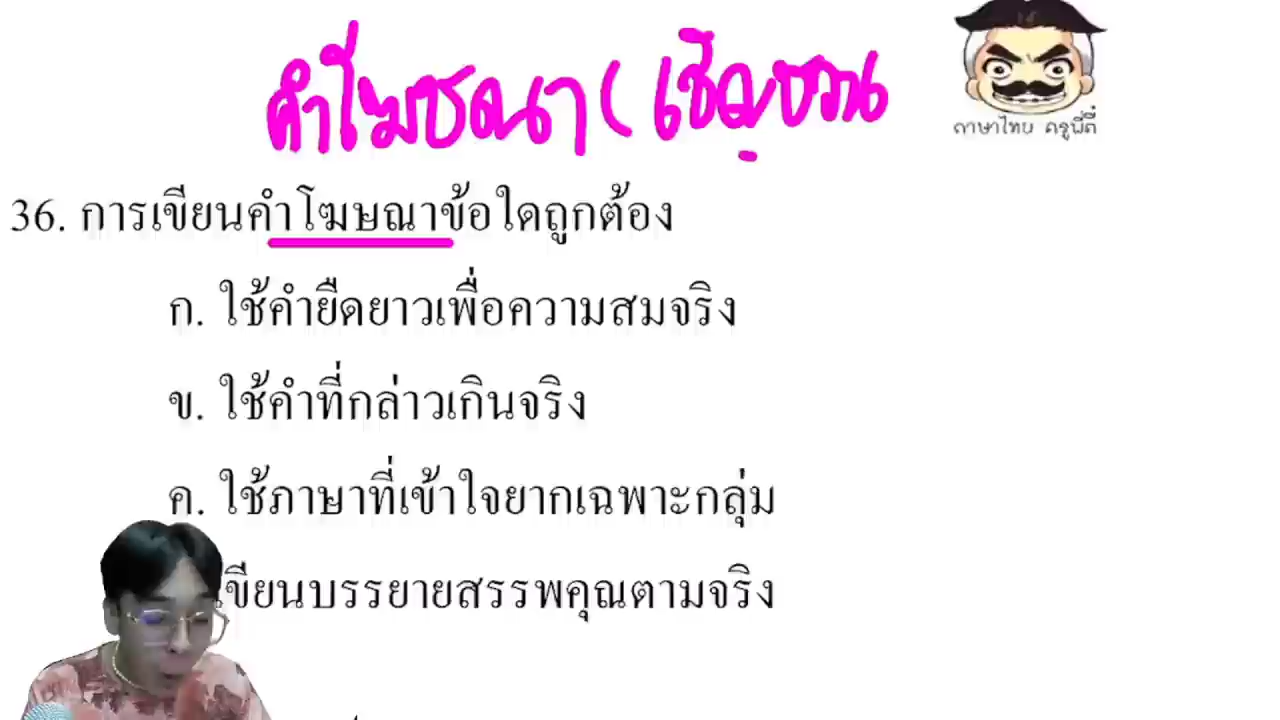 คำโฆษณา ( เชิญชวน
ภาษาไทย ครูพี่ตี่
36. การเขียนคำโฆษณาข้อใดถูกต้อง
ก. ใช้คำยืดยาวเพื่อความสมจริง
ข. ใช้คำที่กล่าวเกินจริง
ค. ใช้ภาษาที่เข้าใจยากเฉพาะกลุ่ม
เขียนบรรยายสรรพคุณตามจริง